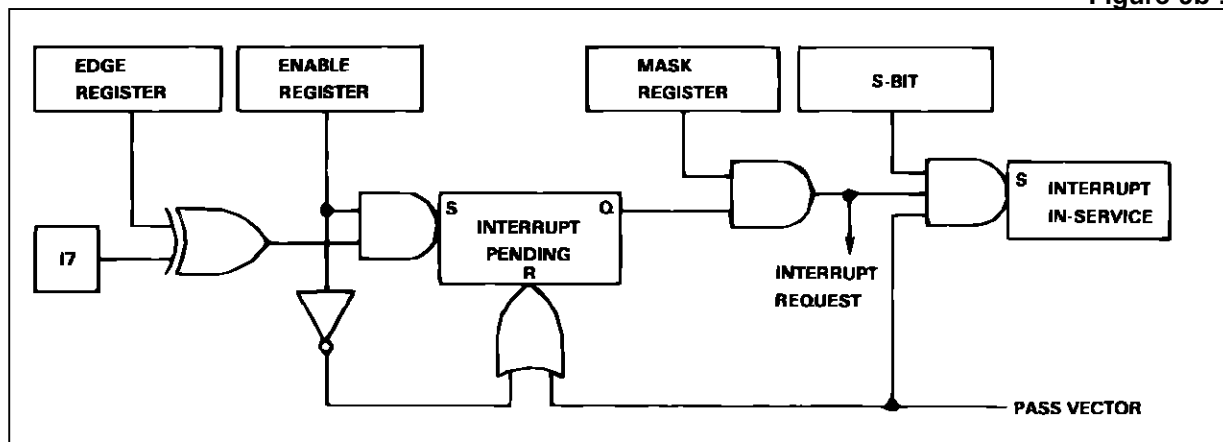 EDGE
REGISTER
ENABLE
REGISTER
MASK
REGISTER
S-BIT
I7
S
Q
INTERRUPT
PENDING
R
INTERRUPT
REQUEST
S
INTERRUPT
IN-SERVICE
PASS VECTOR